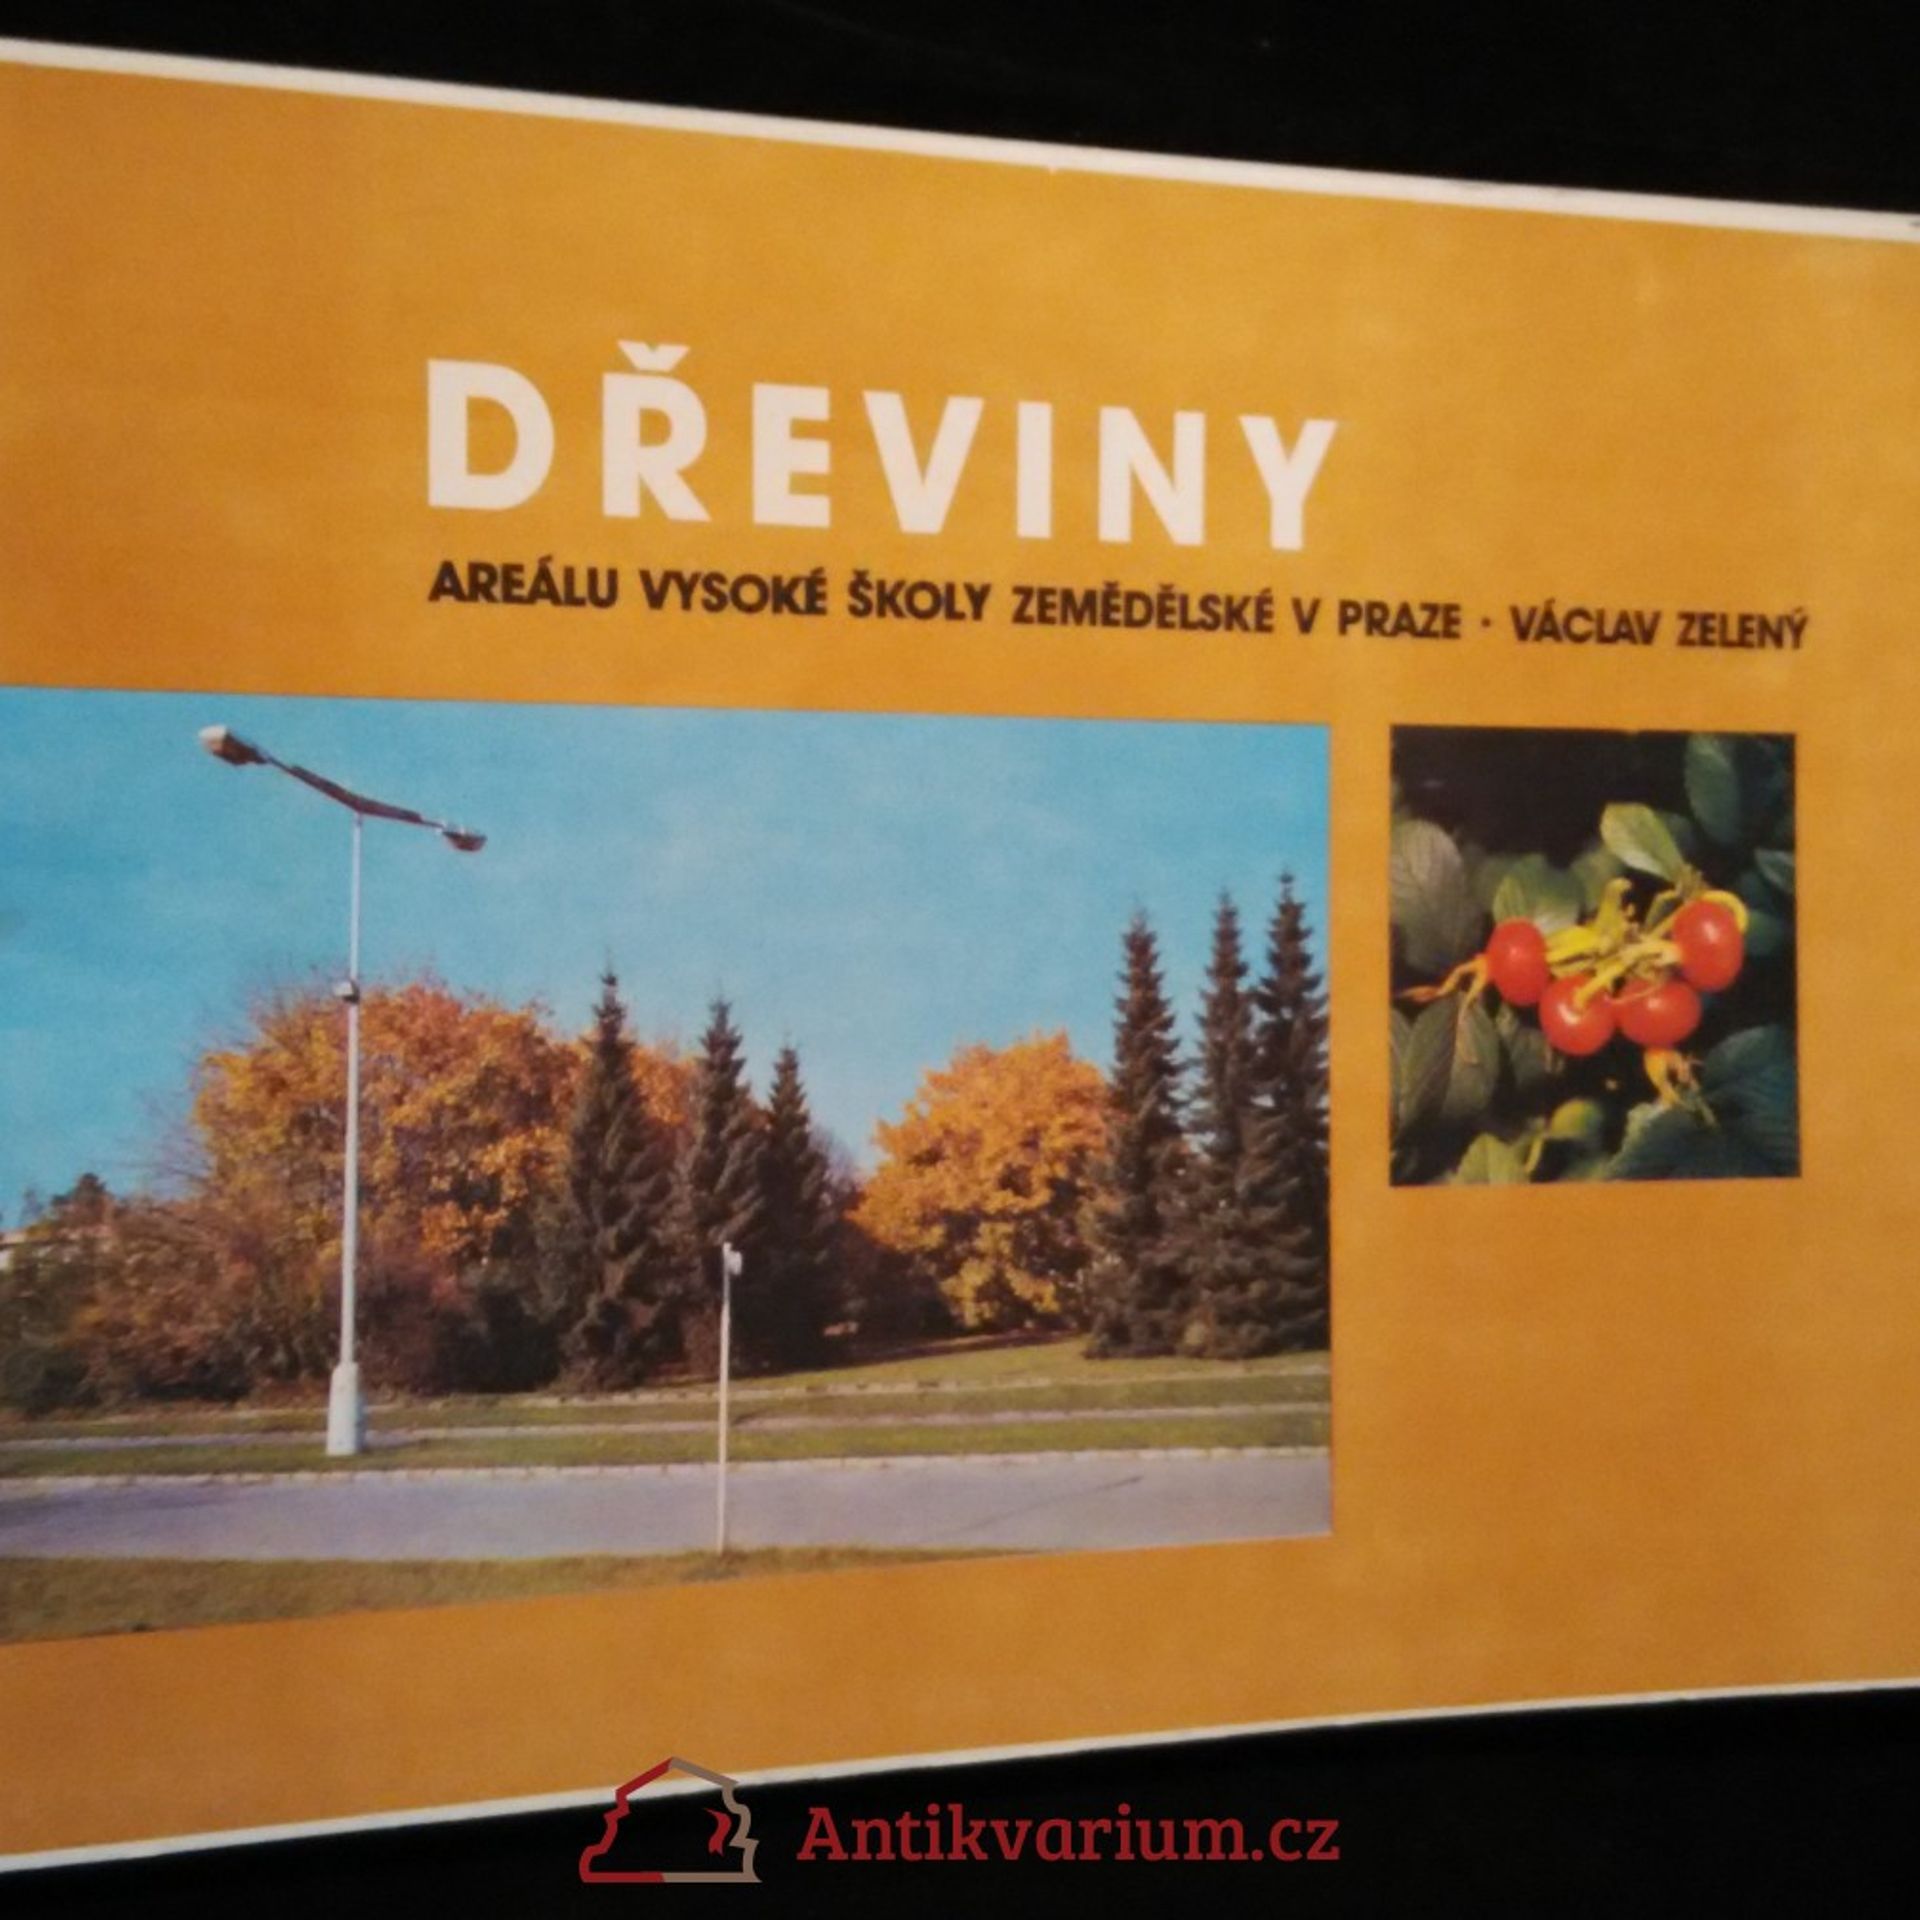 DŘEVINY
AREÁLU VYSOKÉ ŠKOLY ZEMĚDĚLSKÉ V PRAZE · VÁCLAV ZELENÝ
Antikvarium.cz